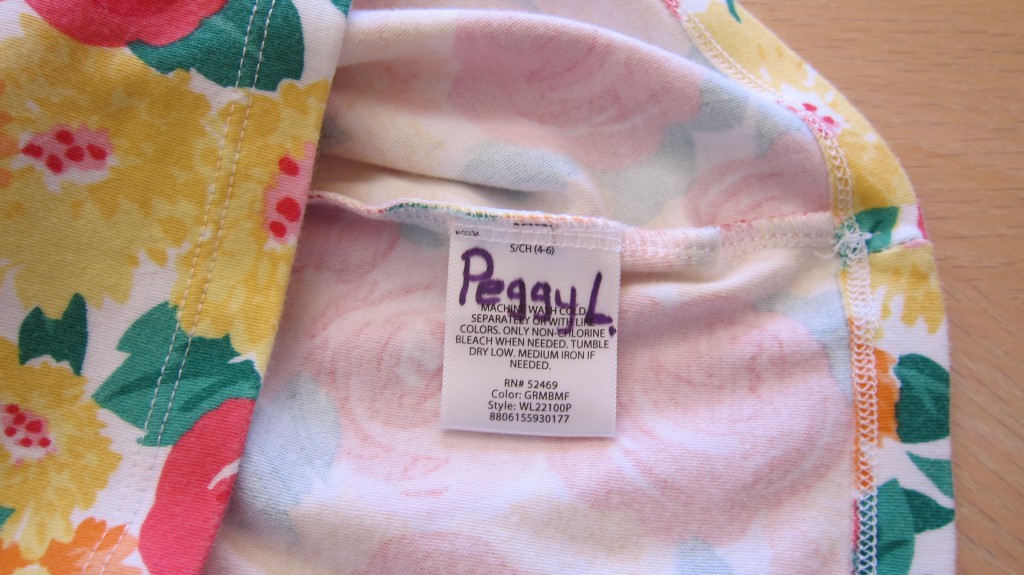 S/CH (4-6)
Peggy L.
MACHINE WASH COLD
SEPARATELY OR WITH LIKE
COLORS. ONLY NON-CHLORINE
BLEACH WHEN NEEDED. TUMBLE
DRY LOW. MEDIUM IRON IF
NEEDED.
RN# 52469
Color: GRMBMF
Style: WL22100P
8806155930177